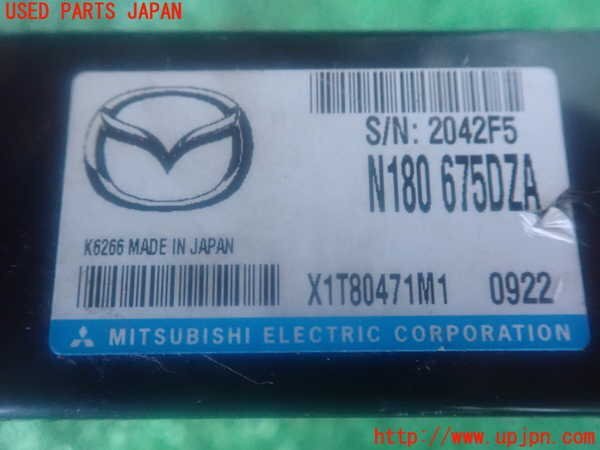 USED PARTS JAPAN
S/N: 2042F5
N180 675DZA
K6266 MADE IN JAPAN
X1T80471M1 0922
MITSUBISHI ELECTRIC CORPORATION
http://www.upjpn.com/